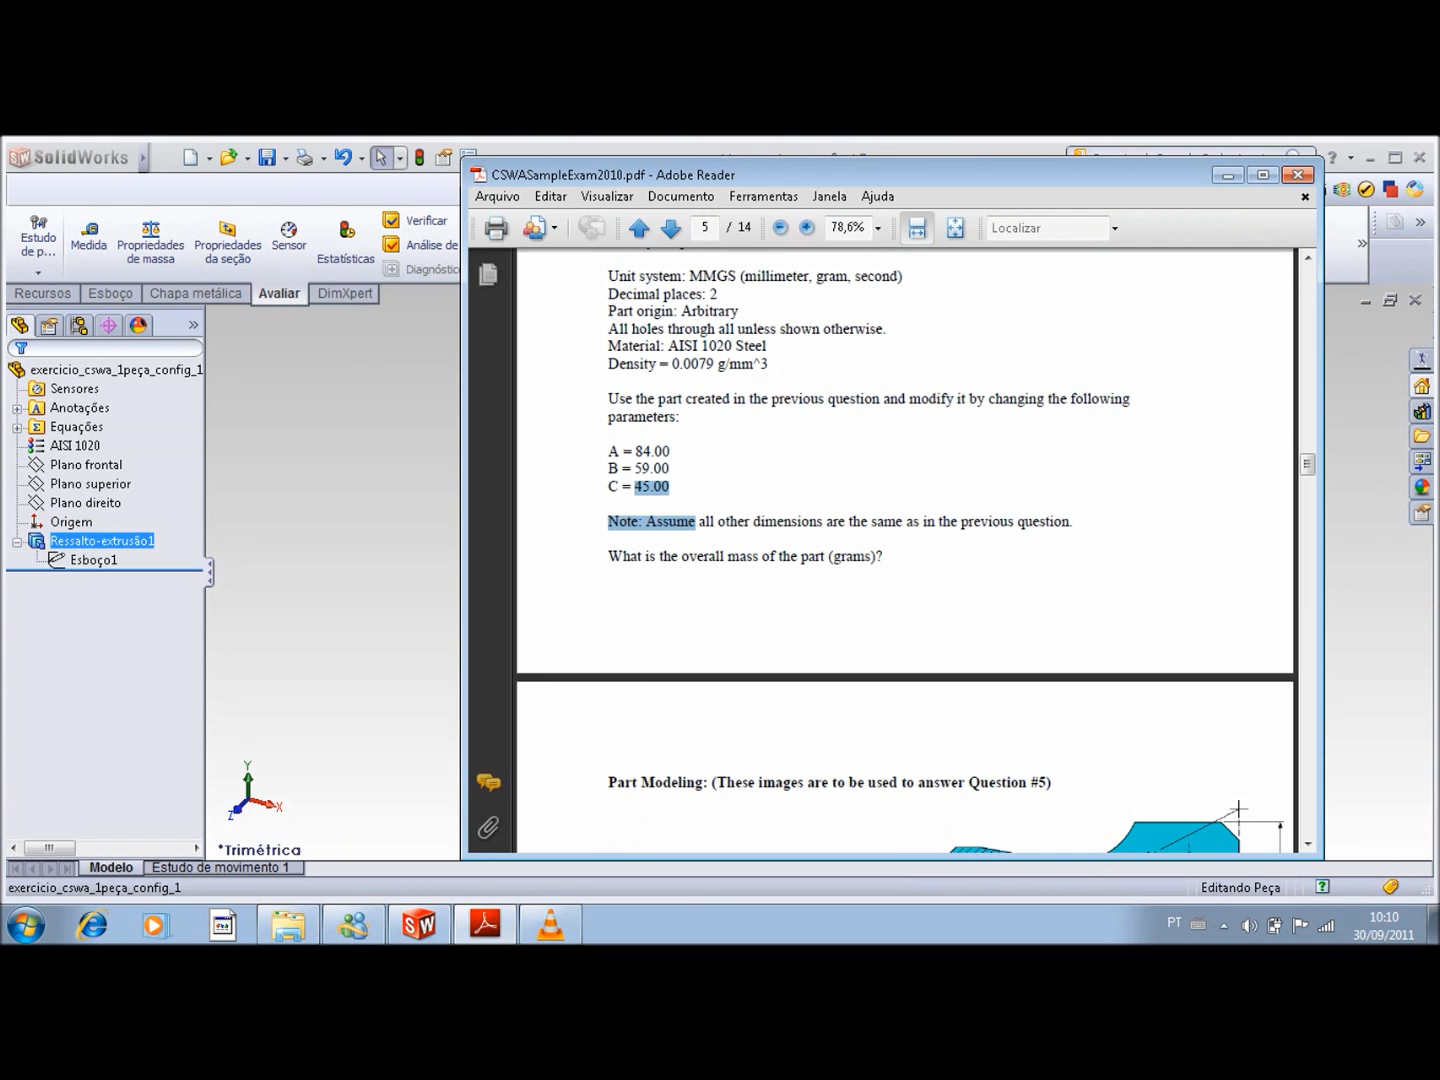 SolidWorks
CSWASampleExam2010.pdf - Adobe Reader
Arquivo Editar Visualizar Documento Ferramentas Janela Ajuda
5 / 14 78,6% Localizar
Estudo de p...
Medida
Propriedades de massa
Propriedades da seção
Sensor
Estatísticas
Verificar
Análise de
Diagnóstic
Recursos Esboço Chapa metálica Avaliar DimXpert
exercicio_cswa_1peça_config_1
Sensores
Anotações
Equações
AISI 1020
Plano frontal
Plano superior
Plano direito
Origem
Ressalto-extrusão1
Esboço1
Unit system: MMGS (millimeter, gram, second)
Decimal places: 2
Part origin: Arbitrary
All holes through all unless shown otherwise.
Material: AISI 1020 Steel
Density = 0.0079 g/mm^3
Use the part created in the previous question and modify it by changing the following
parameters:
A = 84.00
B = 59.00
C = 45.00
Note: Assume all other dimensions are the same as in the previous question.
What is the overall mass of the part (grams)?
Part Modeling: (These images are to be used to answer Question #5)
Y
X
Z
*Trimétrica
Modelo Estudo de movimento 1
exercicio_cswa_1peça_config_1
Editando Peça
PT
10:10
30/09/2011